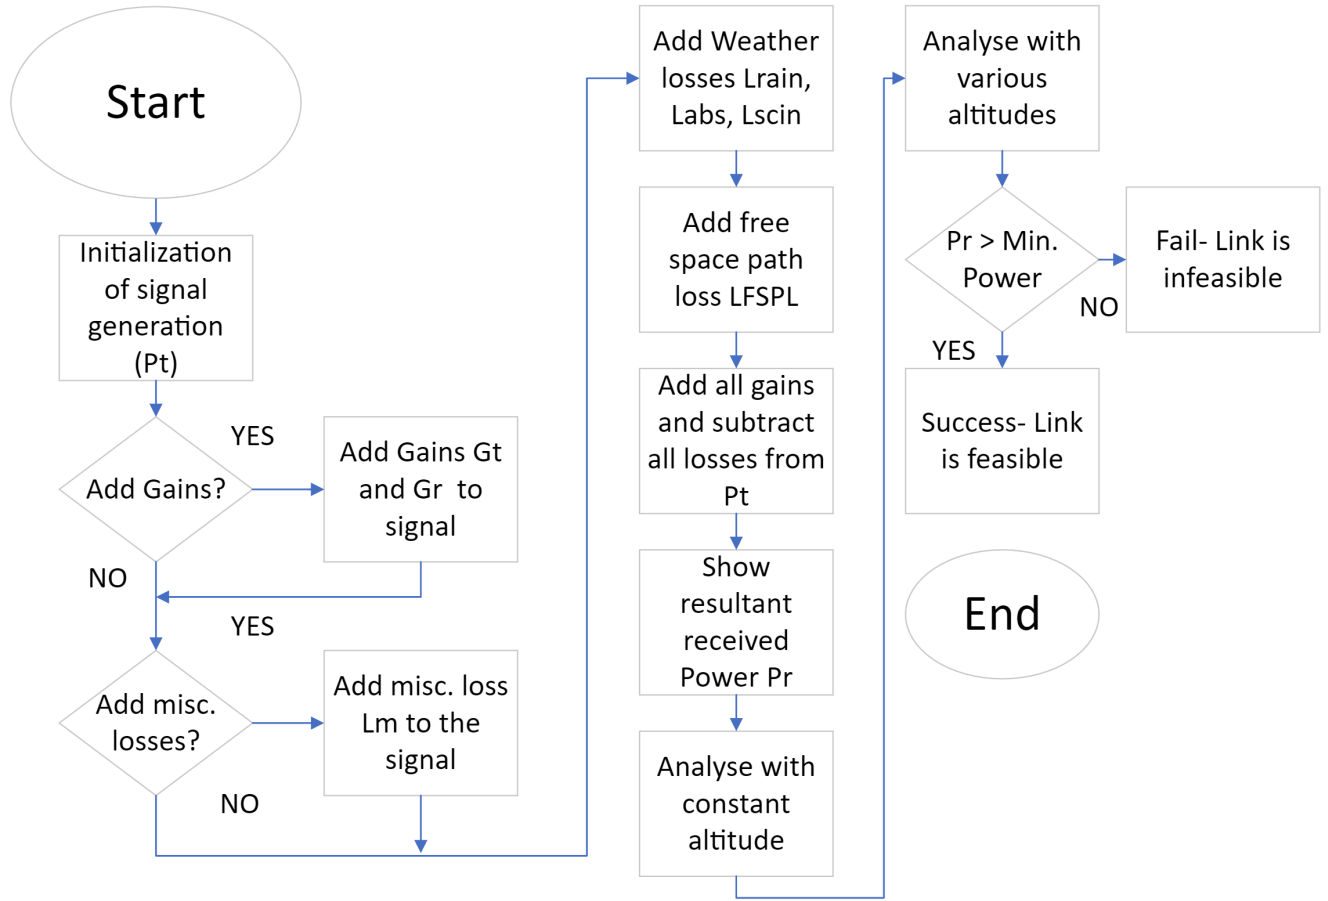 Start
Initialization
of signal
generation
(Pt)
YES
Add Gains?
Add Gains Gt
and Gr  to
signal
NO
YES
Add misc.
losses?
Add misc. loss
Lm to the
signal
NO
Add Weather
losses Lrain,
Labs, Lscin
Add free
space path
loss LFSPL
Add all gains
and subtract
all losses from
Pt
Show
resultant
received
Power Pr
Analyse with
constant
altitude
Analyse with
various
altitudes
Pr > Min.
Power
NO
Fail- Link is
infeasible
YES
Success- Link
is feasible
End